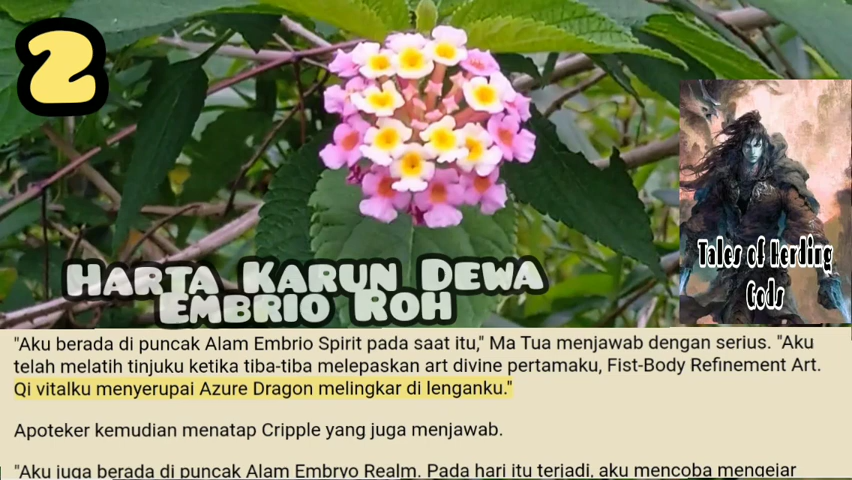 2
Tales of Herding
Gods
Harta Karun Dewa
Embrio Roh
"Aku berada di puncak Alam Embrio Spirit pada saat itu," Ma Tua menjawab dengan serius. "Aku
telah melatih tinjuku ketika tiba-tiba melepaskan art divine pertamaku, Fist-Body Refinement Art.
Qi vitalku menyerupai Azure Dragon melingkar di lenganku."
Apoteker kemudian menatap Cripple yang juga menjawab.
"Aku juga berada di puncak Alam Embryo Realm. Pada hari itu terjadi, aku mencoba mengejar